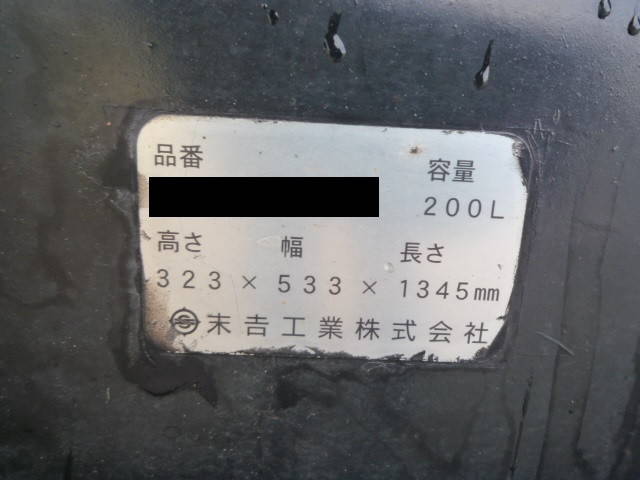 品番 容量
200L
高さ 幅 長さ
323 × 533 × 1345mm
末吉工業株式会社